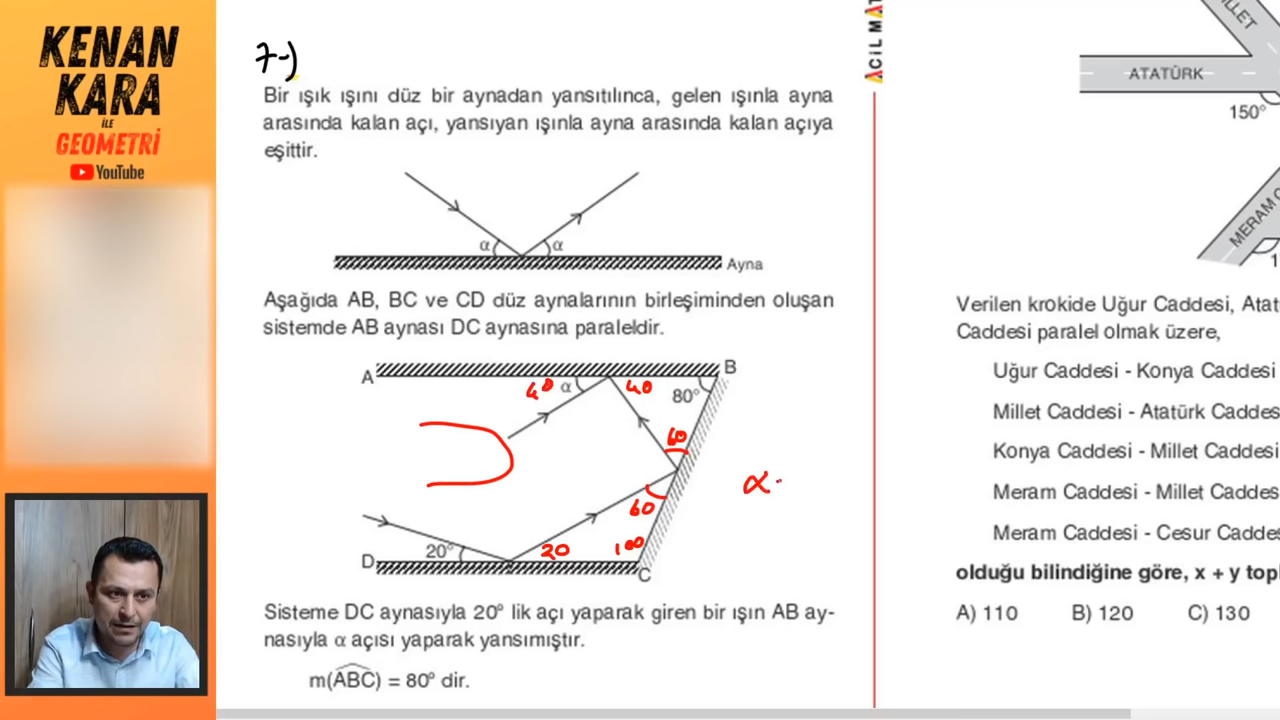 KENAN
KARA
İLE
GEOMETRİ
YouTube
7-)
Bir ışık ışını düz bir aynadan yansıtılınca, gelen ışınla ayna
arasında kalan açı, yansıyan ışınla ayna arasında kalan açıya
eşittir.
α α
Ayna
Aşağıda AB, BC ve CD düz aynalarının birleşiminden oluşan
sistemde AB aynası DC aynasına paraleldir.
A B
40 α 40 80°
60
60
α
20° 20 100
D C
Sisteme DC aynasıyla 20° lik açı yaparak giren bir ışın AB ay-
nasıyla α açısı yaparak yansımıştır.
m(ABC) = 80° dir.
ACİL MAT
LLET
ATATÜRK
150°
MERAM C
1
Verilen krokide Uğur Caddesi, Atat
Caddesi paralel olmak üzere,
Uğur Caddesi - Konya Caddesi
Millet Caddesi - Atatürk Caddes
Konya Caddesi - Millet Caddesi
Meram Caddesi - Millet Caddes
Meram Caddesi - Cesur Cadde
olduğu bilindiğine göre, x + y topl
A) 110 B) 120 C) 130